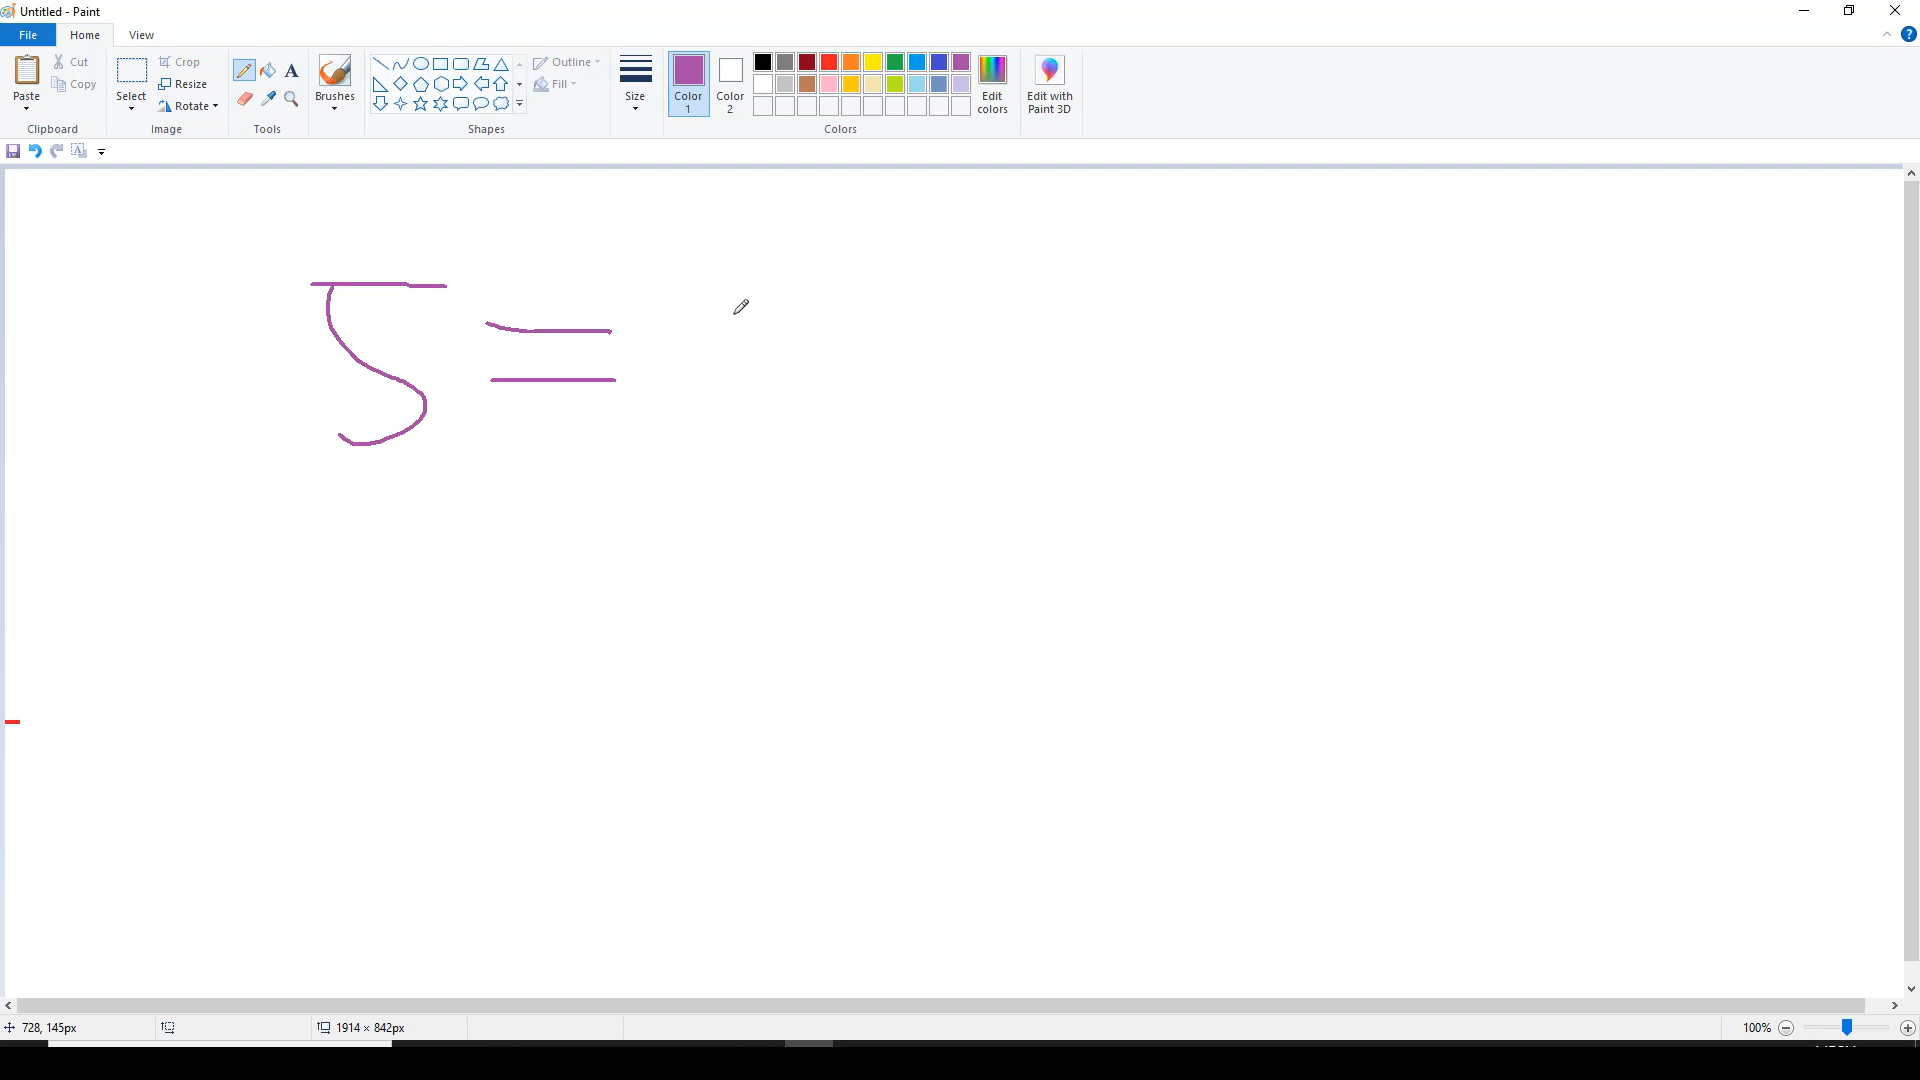 Untitled - Paint
File Home View
Paste Cut Copy Select Crop Resize Rotate A Brushes Outline Fill Size Color 1 Color 2 Edit colors Edit with Paint 3D
Clipboard Image Tools Shapes Colors
5 =
728, 145px 1914 × 842px 100%